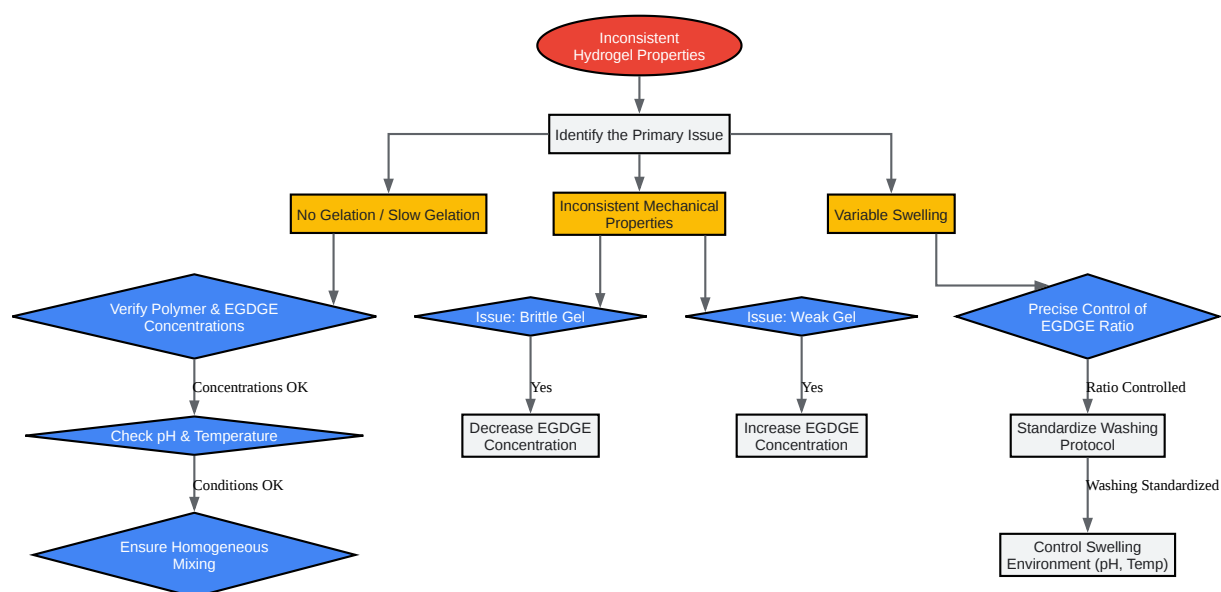 Inconsistent
Hydrogel Properties
Identify the Primary Issue
No Gelation / Slow Gelation
Inconsistent Mechanical
Properties
Variable Swelling
Verify Polymer & EGDGE
Concentrations
Issue: Brittle Gel
Issue: Weak Gel
Precise Control of
EGDGE Ratio
Concentrations OK
Yes
Yes
Ratio Controlled
Check pH & Temperature
Decrease EGDGE
Concentration
Increase EGDGE
Concentration
Standardize Washing
Protocol
Conditions OK
Washing Standardized
Ensure Homogeneous
Mixing
Control Swelling
Environment (pH, Temp)